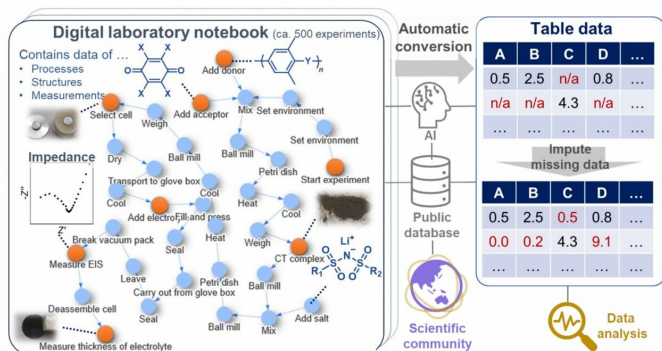 Digital laboratory notebook (ca. 500 experiments)
Contains data of …
• Processes
• Structures
• Measurements
X X
O O
X X
Add donor
Y
n
Select cell
Weigh
Add acceptor
Mix
Set environment
Dry
Ball mill
Ball mill
Set environment
Impedance
Transport to glove box
Cool
Petri dish
Start experiment
-Z''
Z'
Cool
Add electro
Fill and press
Heat
Cool
Break vacuum pack
Seal
Heat
Weigh
CT complex
Li+
Measure EIS
Leave
Petri dish
Ball mill
O O
N-
O O
R1
S
S
R2
Carry out from glove box
Deassemble cell
Seal
Ball mill
Mix
Add salt
Measure thickness of electrolyte
Automatic
conversion
AI
Public
database
Scientific
community
Table data
A B C D …
0.5 2.5 n/a 0.8 …
n/a n/a 4.3 n/a …
… … … … …
Impute
missing data
A B C D …
0.5 2.5 0.5 0.8 …
0.0 0.2 4.3 9.1 …
… … … … …
Data
analysis